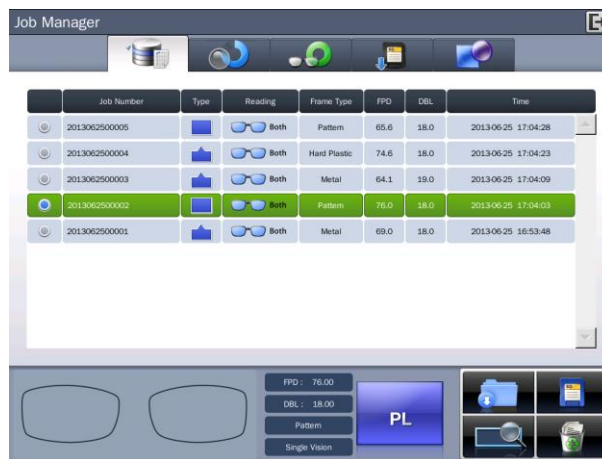 Job Manager
Job Number Type Reading Frame Type FPD DBL Time
2013062500005 Both Pattern 65.6 18.0 2013-06-25 17:04:28
2013062500004 Both Hard Plastic 74.6 18.0 2013-06-25 17:04:23
2013062500003 Both Metal 64.1 19.0 2013-06-25 17:04:09
2013062500002 Both Pattern 76.0 18.0 2013-06-25 17:04:03
2013062500001 Both Metal 69.0 18.0 2013-06-25 16:53:48
FPD : 76.00
DBL : 18.00
Pattern
Single Vision
PL